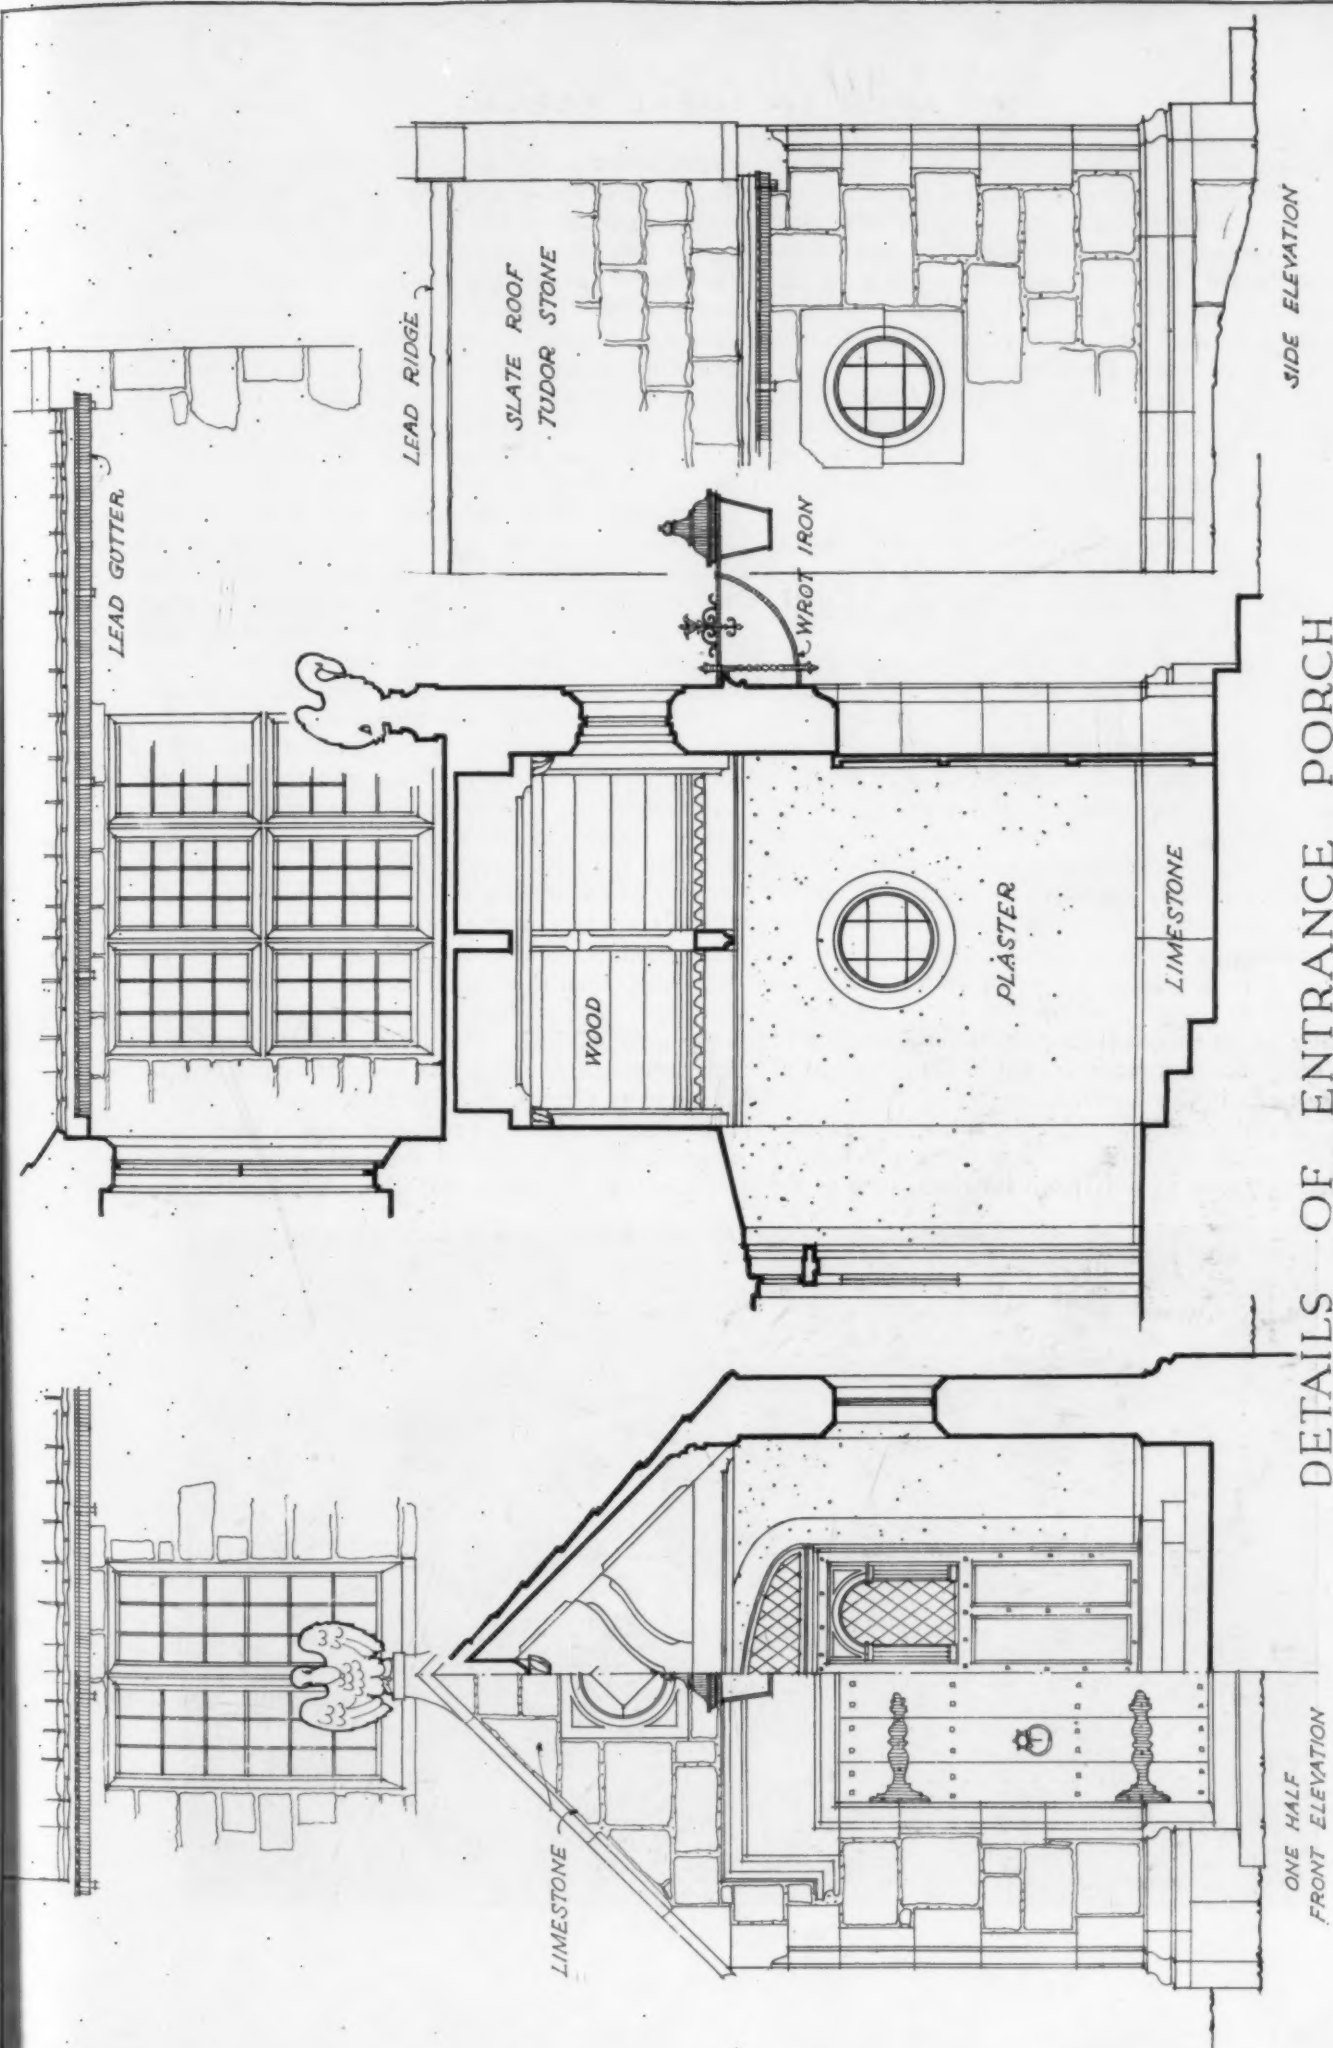 LEAD GUTTER
LEAD RIDGE
SLATE ROOF
TUDOR STONE
LIMESTONE
WOOD
WROT IRON
PLASTER
LIMESTONE
ONE HALF
FRONT ELEVATION
SIDE ELEVATION
DETAILS OF ENTRANCE PORCH